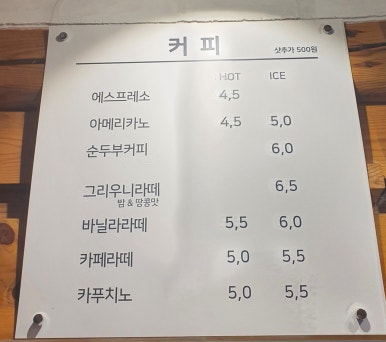 커 피 샷추가 500원
HOT ICE
에스프레소 4,5
아메리카노 4,5 5,0
순두부커피 6,0
그리우니라떼 6,5
밤 & 땅콩맛
바닐라라떼 5,5 6,0
카페라떼 5,0 5,5
카푸치노 5,0 5,5